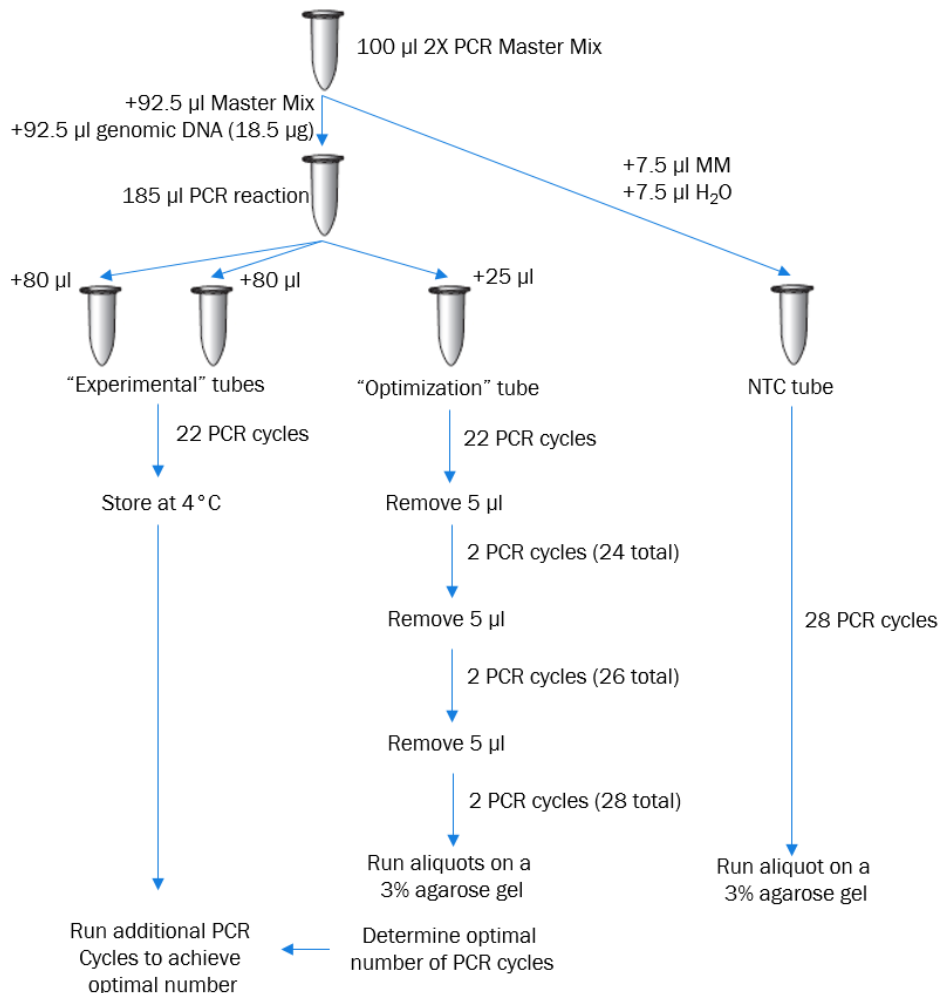 100 µl 2X PCR Master Mix
+92.5 µl Master Mix
+92.5 µl genomic DNA (18.5 µg)
+7.5 µl MM
+7.5 µl H₂O
185 µl PCR reaction
+80 µl
+80 µl
+25 µl
“Experimental” tubes
“Optimization” tube
NTC tube
22 PCR cycles
22 PCR cycles
Store at 4°C
Remove 5 µl
2 PCR cycles (24 total)
Remove 5 µl
28 PCR cycles
2 PCR cycles (26 total)
Remove 5 µl
2 PCR cycles (28 total)
Run aliquots on a
3% agarose gel
Run aliquot on a
3% agarose gel
Run additional PCR
Cycles to achieve
optimal number
Determine optimal
number of PCR cycles